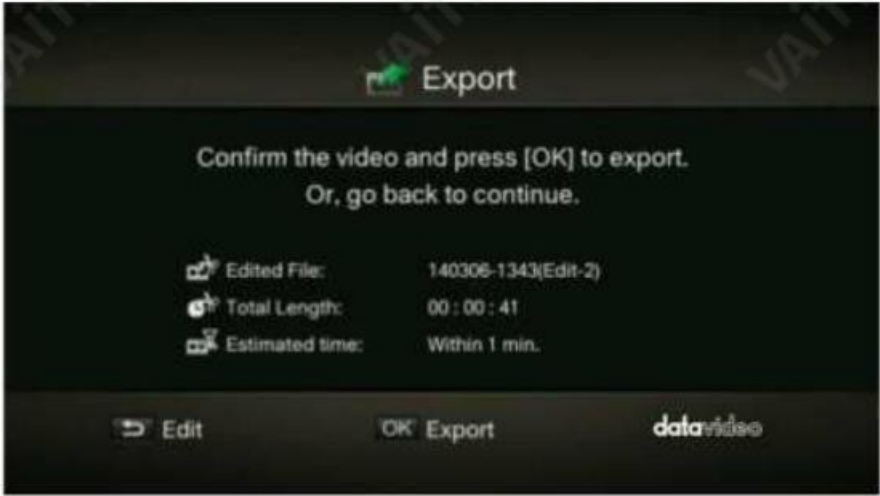 Export
Confirm the video and press [OK] to export.
Or, go back to continue.
Edited File: 140306-1343(Edit-2)
Total Length: 00 : 00 : 41
Estimated time: Within 1 min.
Edit OK Export datavideo